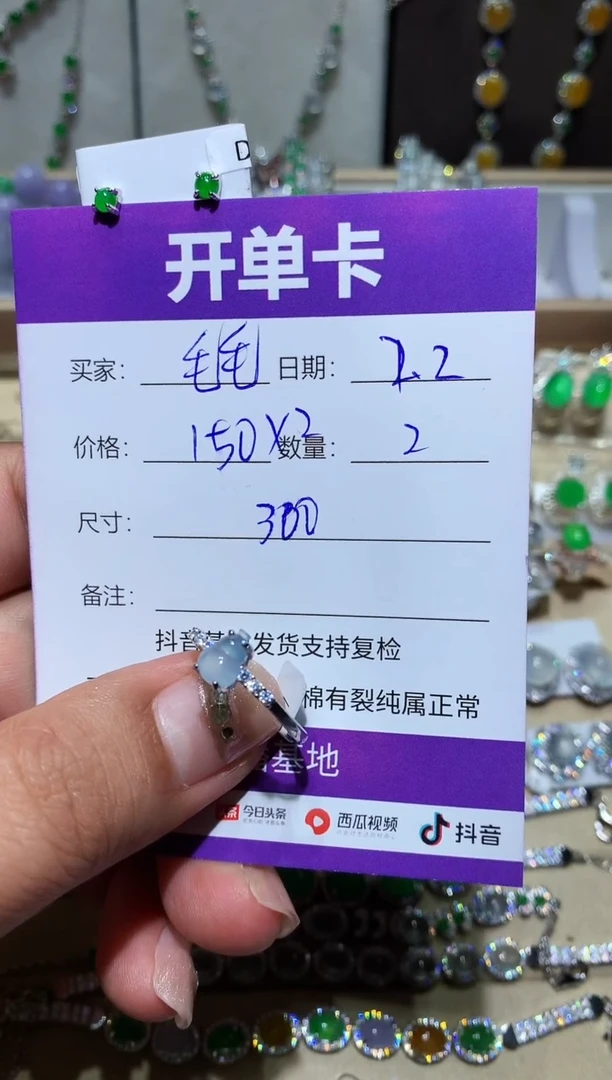 D
开单卡
买家: 毛毛 日期: 7.2
价格: 150X2 数量: 2
尺寸: 300
备注:
抖音基 发货支持复检
棉有裂纯属正常
基地
今日头条 西瓜视频 抖音